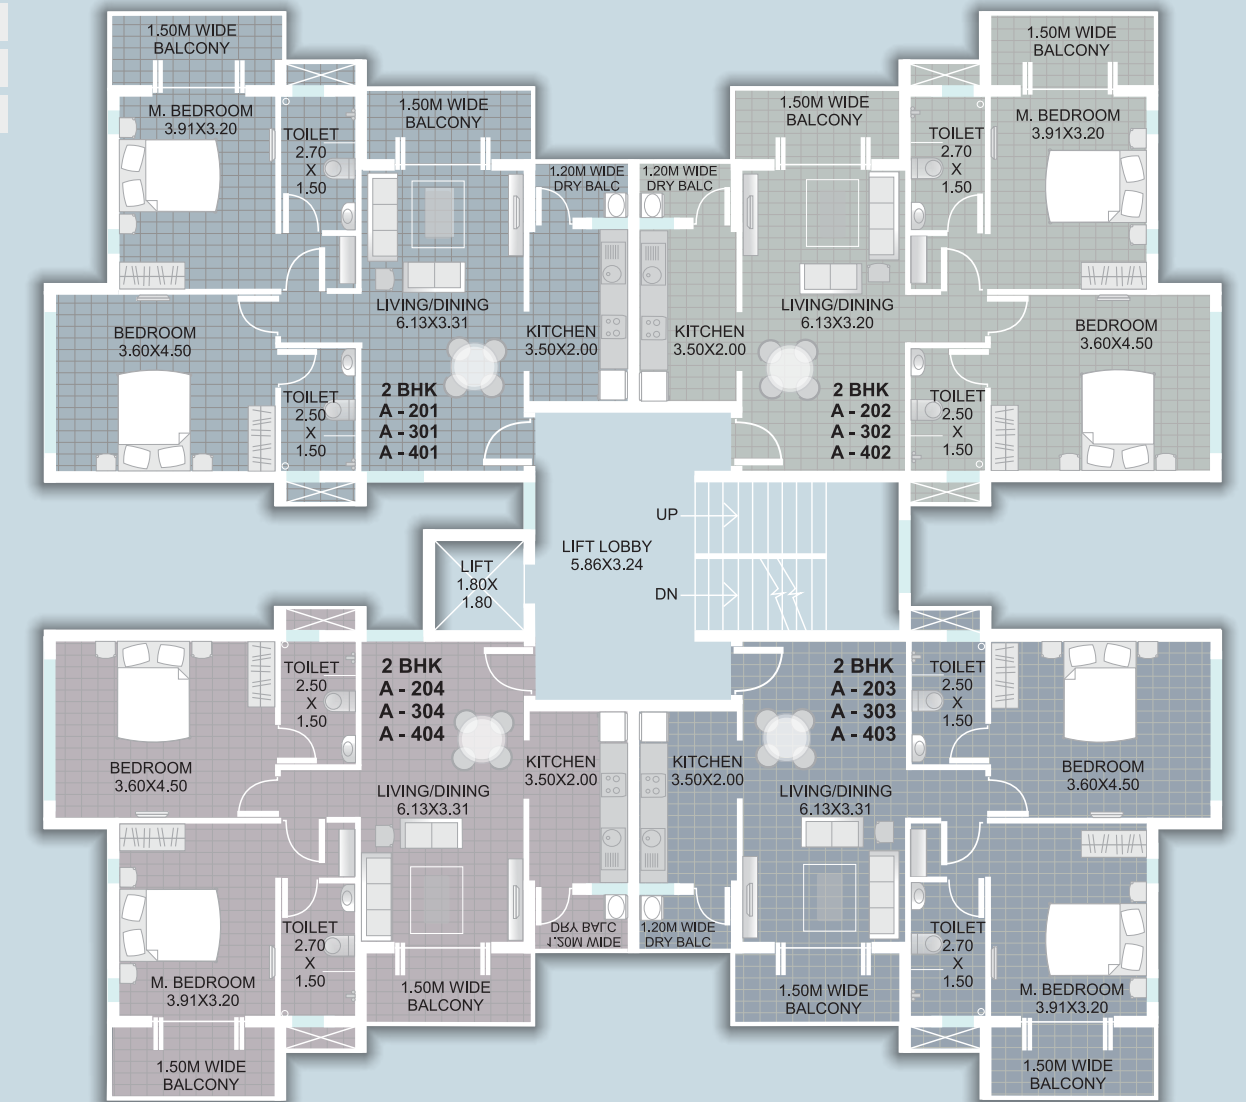 1.50M WIDE
BALCONY
M. BEDROOM
3.91X3.20
TOILET
2.70
X
1.50
1.50M WIDE
BALCONY
1.20M WIDE
DRY BALC
LIVING/DINING
6.13X3.31
KITCHEN
3.50X2.00
BEDROOM
3.60X4.50
TOILET
2.50
X
1.50
2 BHK
A - 201
A - 301
A - 401
1.50M WIDE
BALCONY
1.20M WIDE
DRY BALC
1.50M WIDE
BALCONY
M. BEDROOM
3.91X3.20
TOILET
2.70
X
1.50
KITCHEN
3.50X2.00
LIVING/DINING
6.13X3.20
BEDROOM
3.60X4.50
2 BHK
A - 202
A - 302
A - 402
TOILET
2.50
X
1.50
UP
LIFT LOBBY
5.86X3.24
LIFT
1.80X
1.80
DN
TOILET
2.50
X
1.50
2 BHK
A - 204
A - 304
A - 404
BEDROOM
3.60X4.50
KITCHEN
3.50X2.00
LIVING/DINING
6.13X3.31
TOILET
2.70
X
1.50
1.20M WIDE
DRY BALC
M. BEDROOM
3.91X3.20
1.50M WIDE
BALCONY
1.50M WIDE
BALCONY
2 BHK
A - 203
A - 303
A - 403
TOILET
2.50
X
1.50
KITCHEN
3.50X2.00
BEDROOM
3.60X4.50
LIVING/DINING
6.13X3.31
1.20M WIDE
DRY BALC
TOILET
2.70
X
1.50
M. BEDROOM
3.91X3.20
1.50M WIDE
BALCONY
1.50M WIDE
BALCONY